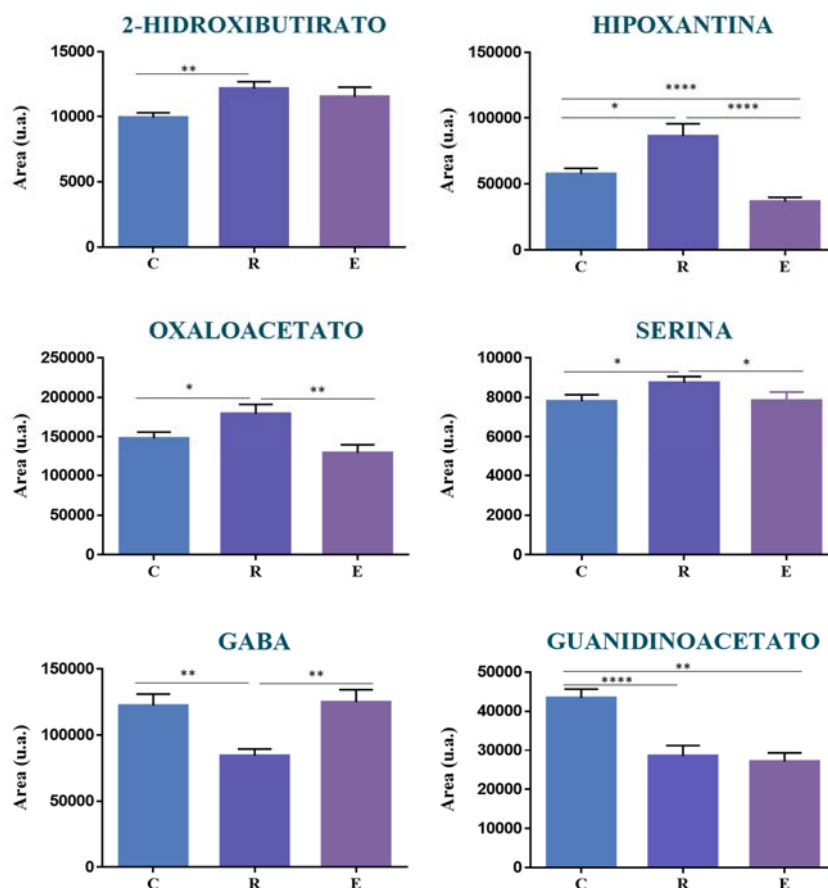 2-HIDROXIBUTIRATO
Area (u.a.)
15000
10000
5000
0
**
C R E
HIPOXANTINA
Area (u.a.)
150000
100000
50000
0
****
* ****
C R E
OXALOACETATO
Area (u.a.)
250000
200000
150000
100000
50000
0
* **
C R E
SERINA
Area (u.a.)
10000
8000
6000
4000
2000
0
* *
C R E
GABA
Area (u.a.)
150000
100000
50000
0
** **
C R E
GUANIDINOACETATO
Area (u.a.)
50000
40000
30000
20000
10000
0
**
****
C R E